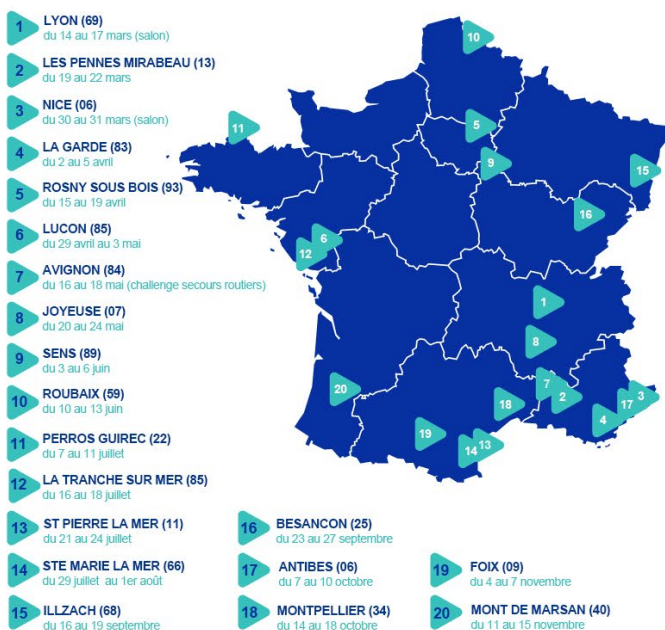 1 LYON (69)
du 14 au 17 mars (salon)
2 LES PENNES MIRABEAU (13)
du 19 au 22 mars
3 NICE (06)
du 30 au 31 mars (salon)
4 LA GARDE (83)
du 2 au 5 avril
5 ROSNY SOUS BOIS (93)
du 15 au 19 avril
6 LUCON (85)
du 29 avril au 3 mai
7 AVIGNON (84)
du 16 au 18 mai (challenge secours routiers)
8 JOYEUSE (07)
du 20 au 24 mai
9 SENS (89)
du 3 au 6 juin
10 ROUBAIX (59)
du 10 au 13 juin
11 PERROS GUIREC (22)
du 7 au 11 juillet
12 LA TRANCHE SUR MER (85)
du 16 au 18 juillet
13 ST PIERRE LA MER (11)
du 21 au 24 juillet
14 STE MARIE LA MER (66)
du 29 juillet au 1er août
15 ILLZACH (68)
du 16 au 19 septembre
16 BESANCON (25)
du 23 au 27 septembre
17 ANTIBES (06)
du 7 au 10 octobre
18 MONTPELLIER (34)
du 14 au 18 octobre
19 FOIX (09)
du 4 au 7 novembre
20 MONT DE MARSAN (40)
du 11 au 15 novembre
10
11
5
9
15
16
6
12
1
8
20
7
2
3
17
18
4
19
14
13